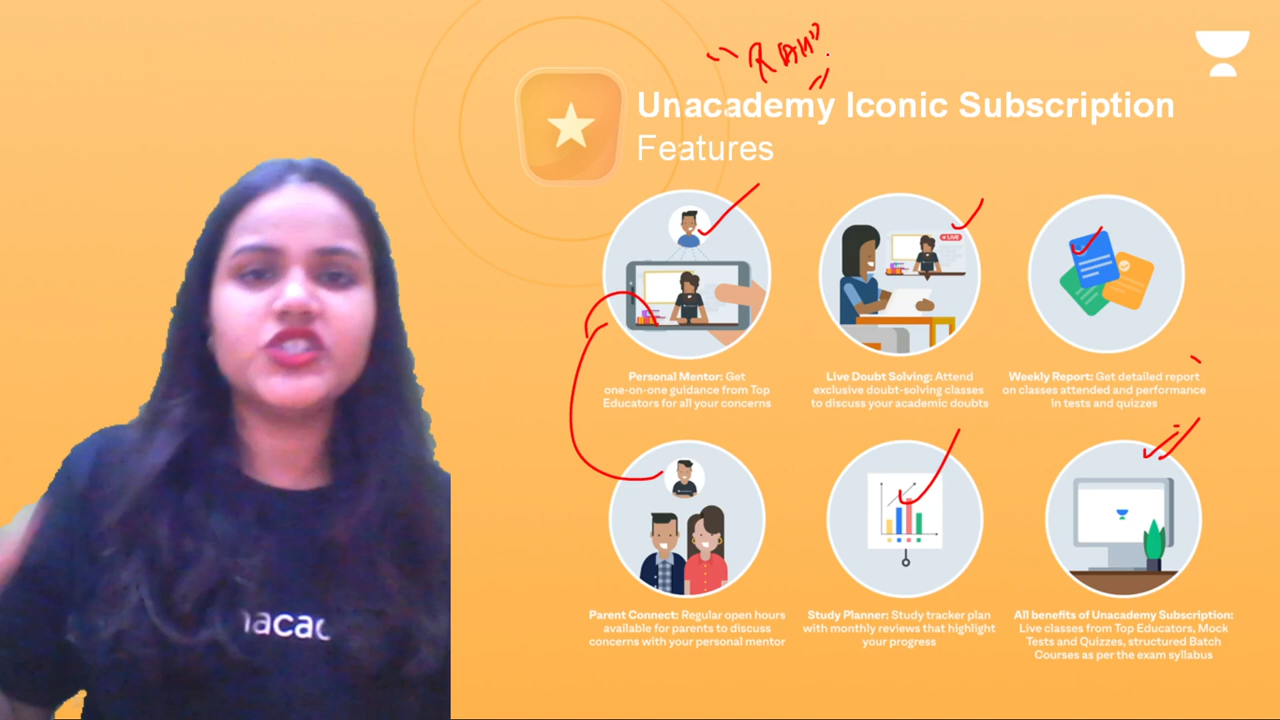 Unacademy Iconic Subscription
Features
LIVE
Personal Mentor: Get
one-on-one guidance from Top
Educators for all your concerns
Live Doubt Solving: Attend
exclusive doubt-solving classes
to discuss your academic doubts
Weekly Report: Get detailed report
on classes attended and performance
in tests and quizzes
Parent Connect: Regular open hours
available for parents to discuss
concerns with your personal mentor
Study Planner: Study tracker plan
with monthly reviews that highlight
your progress
All benefits of Unacademy Subscription:
Live classes from Top Educators, Mock
Tests and Quizzes, structured Batch
Courses as per the exam syllabus